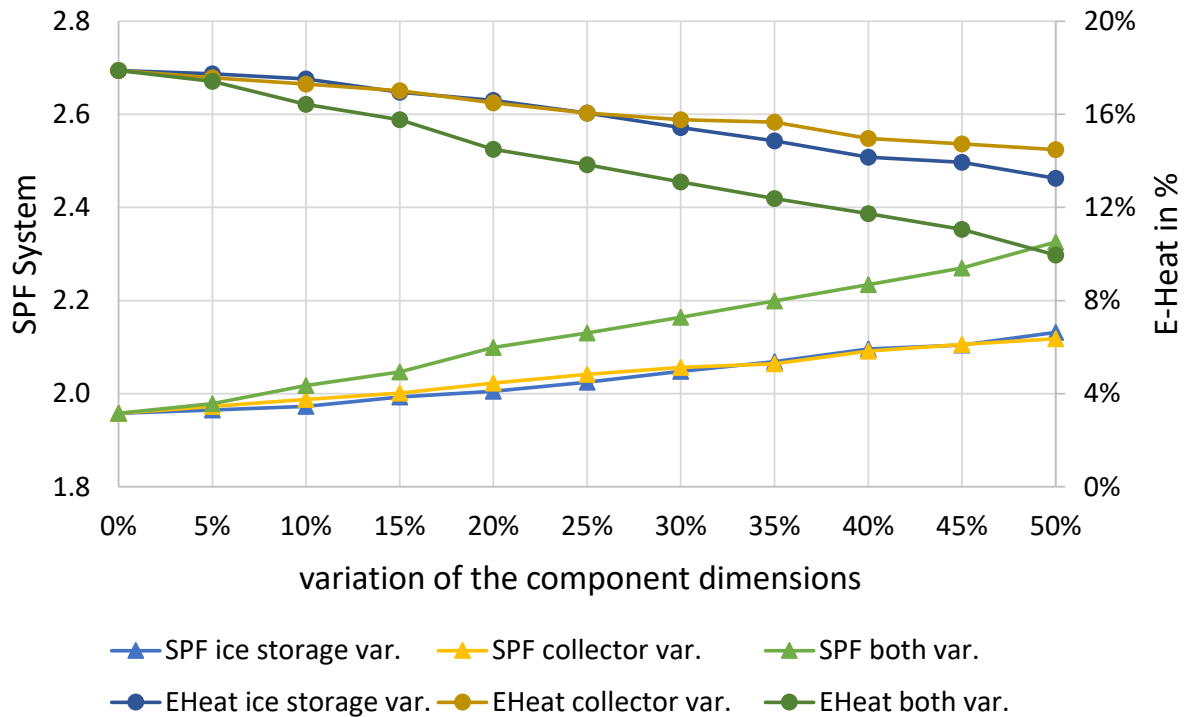 2.8
2.6
2.4
2.2
2.0
1.8
SPF System
20%
16%
12%
8%
4%
0%
E-Heat in %
0% 5% 10% 15% 20% 25% 30% 35% 40% 45% 50%
variation of the component dimensions
SPF ice storage var. SPF collector var. SPF both var.
EHeat ice storage var. EHeat collector var. EHeat both var.